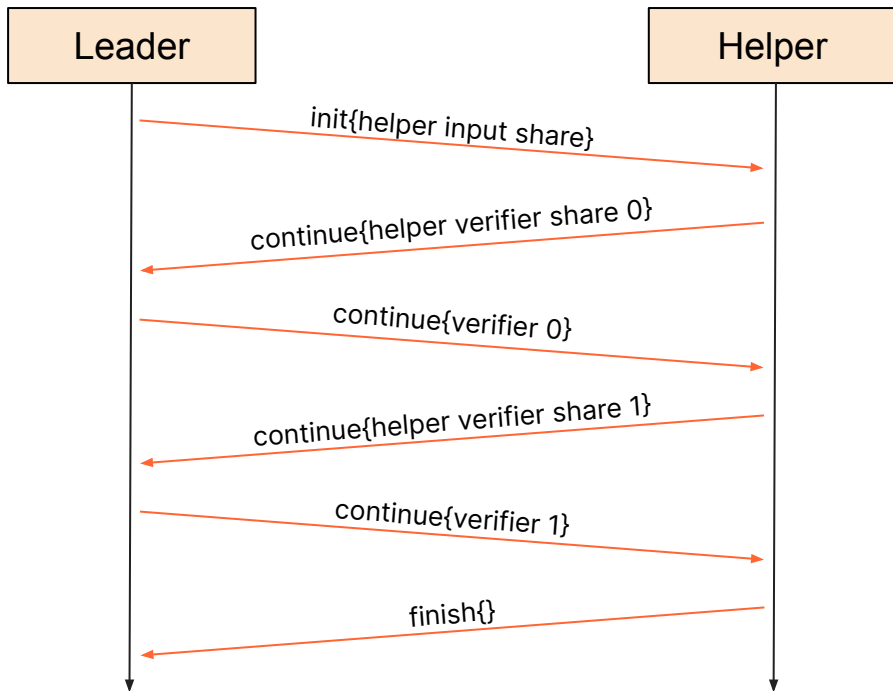 Leader
Helper
init{helper input share}
continue{helper verifier share 0}
continue{verifier 0}
continue{helper verifier share 1}
continue{verifier 1}
finish{}